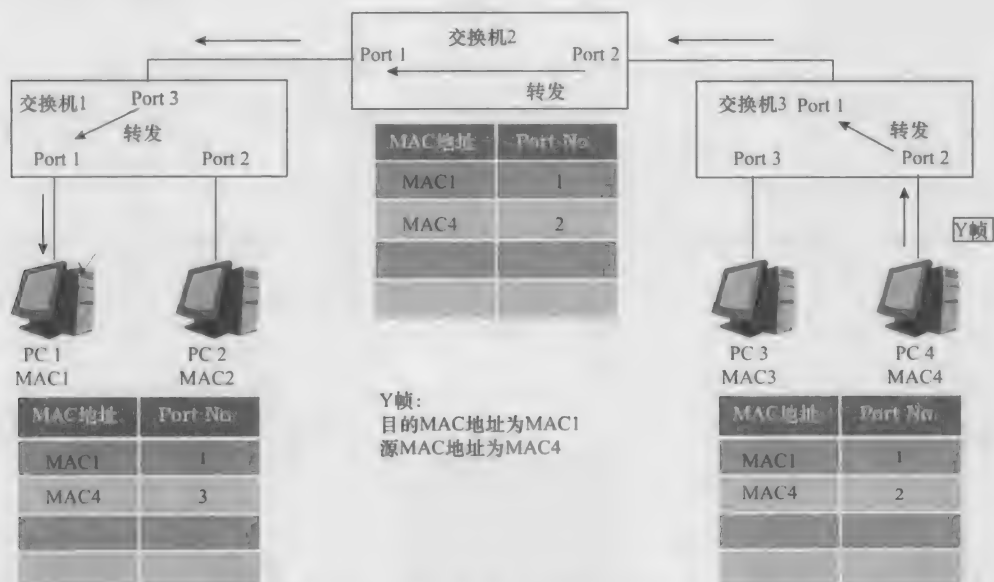 交换机2
Port 1
Port 2
转发
交换机1
Port 3
转发
Port 1
Port 2
交换机3 Port 1
转发
Port 3
Port 2
Y帧
MAC地址 Port No.
MAC1 1
MAC4 2
PC 1
MAC1
PC 2
MAC2
PC 3
MAC3
PC 4
MAC4
Y帧:
目的MAC地址为MAC1
源MAC地址为MAC4
MAC地址 Port No.
MAC1 1
MAC4 3
MAC地址 Port No.
MAC1 1
MAC4 2